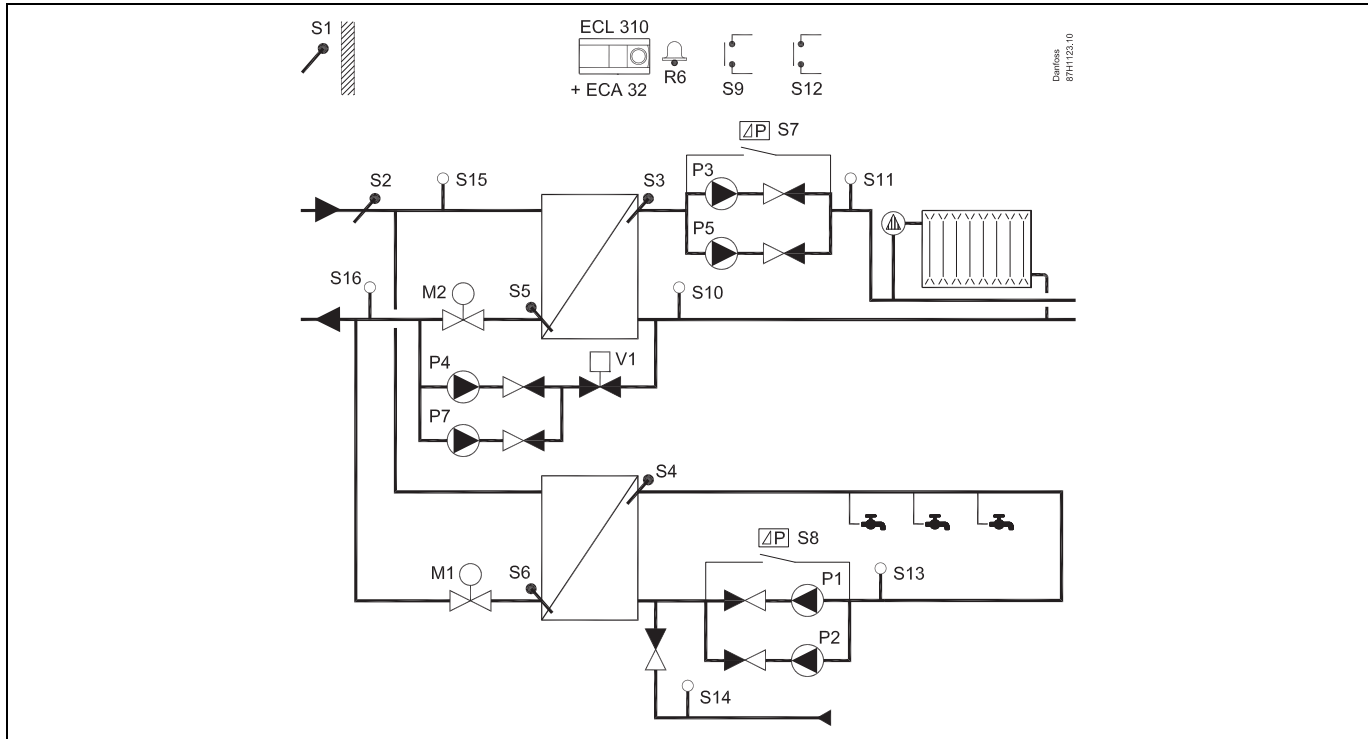 S1
ECL 310
+ ECA 32
R6
S9
S12
Danfoss
87H1123.10
ΔP S7
S2
S15
S3
P3
S11
P5
S16
M2
S5
S10
P4
V1
P7
S4
ΔP S8
M1
S6
P1
S13
P2
S14